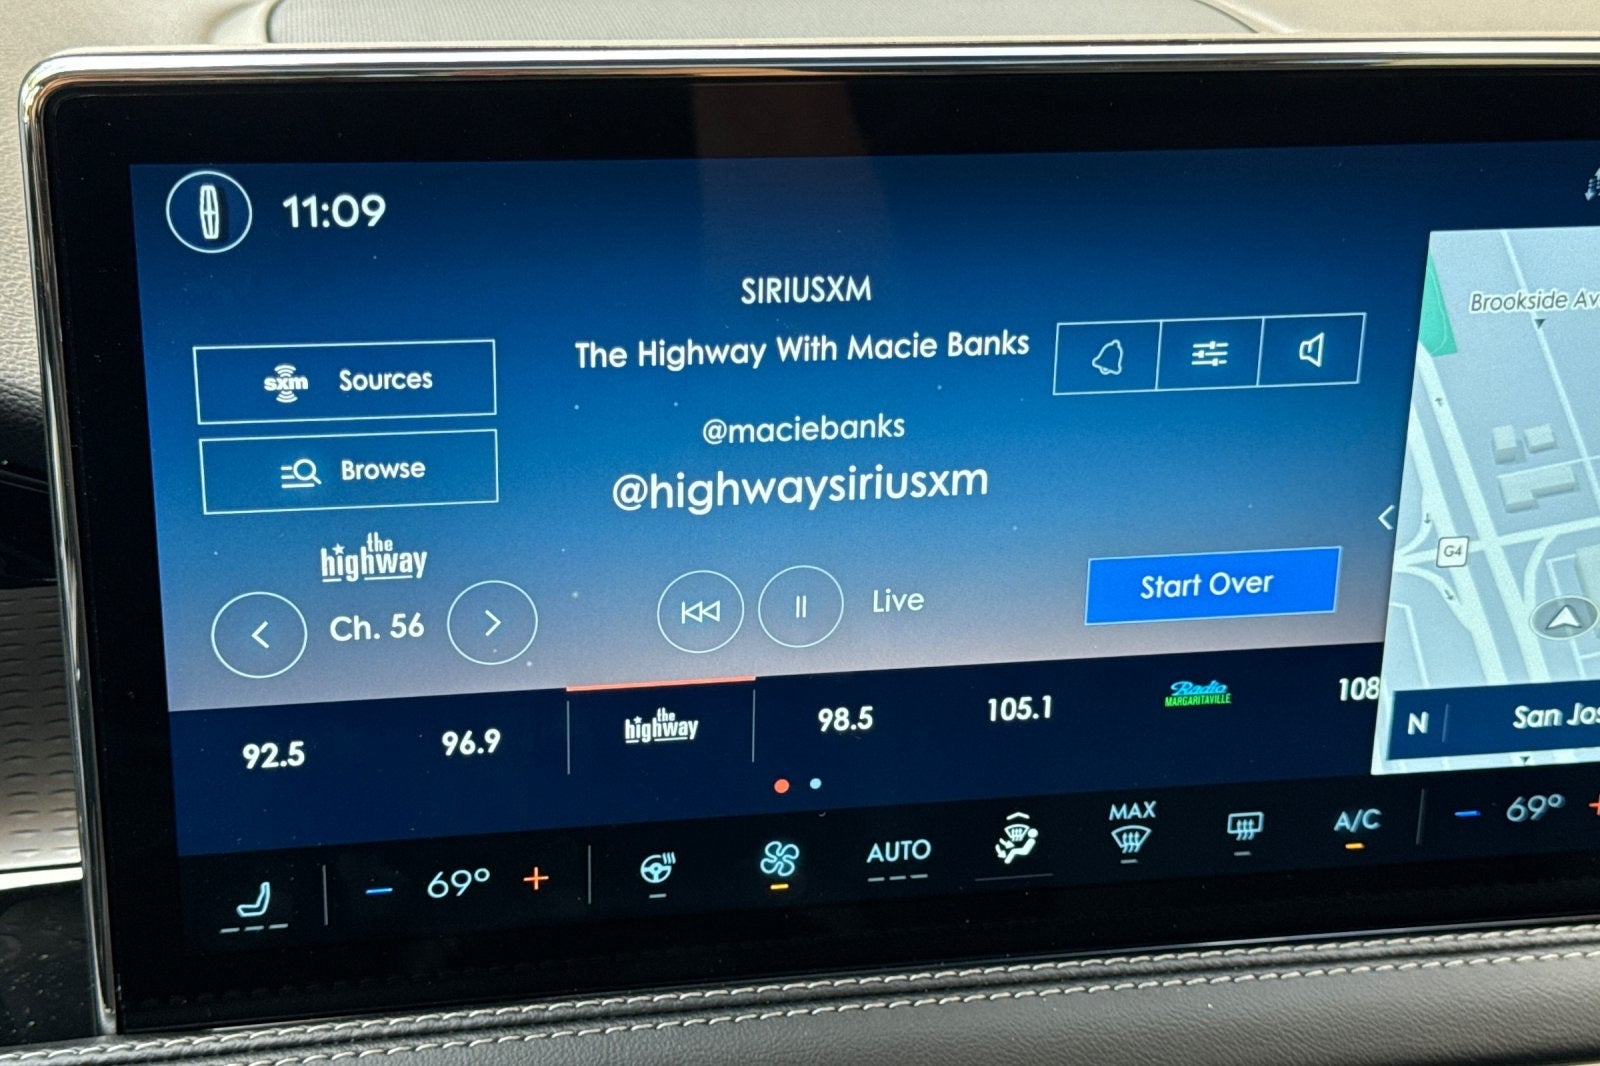 11:09
SIRIUSXM
The Highway With Macie Banks
sxm Sources
@maciebanks
Browse
@highwaysiriusxm
the highway
Ch. 56
Live
Start Over
92.5
96.9
the highway
98.5
105.1
Radio MARGARITAVILLE
108
Brookside Av
G4
N
San Jos
69°
AUTO
MAX
A/C
69°